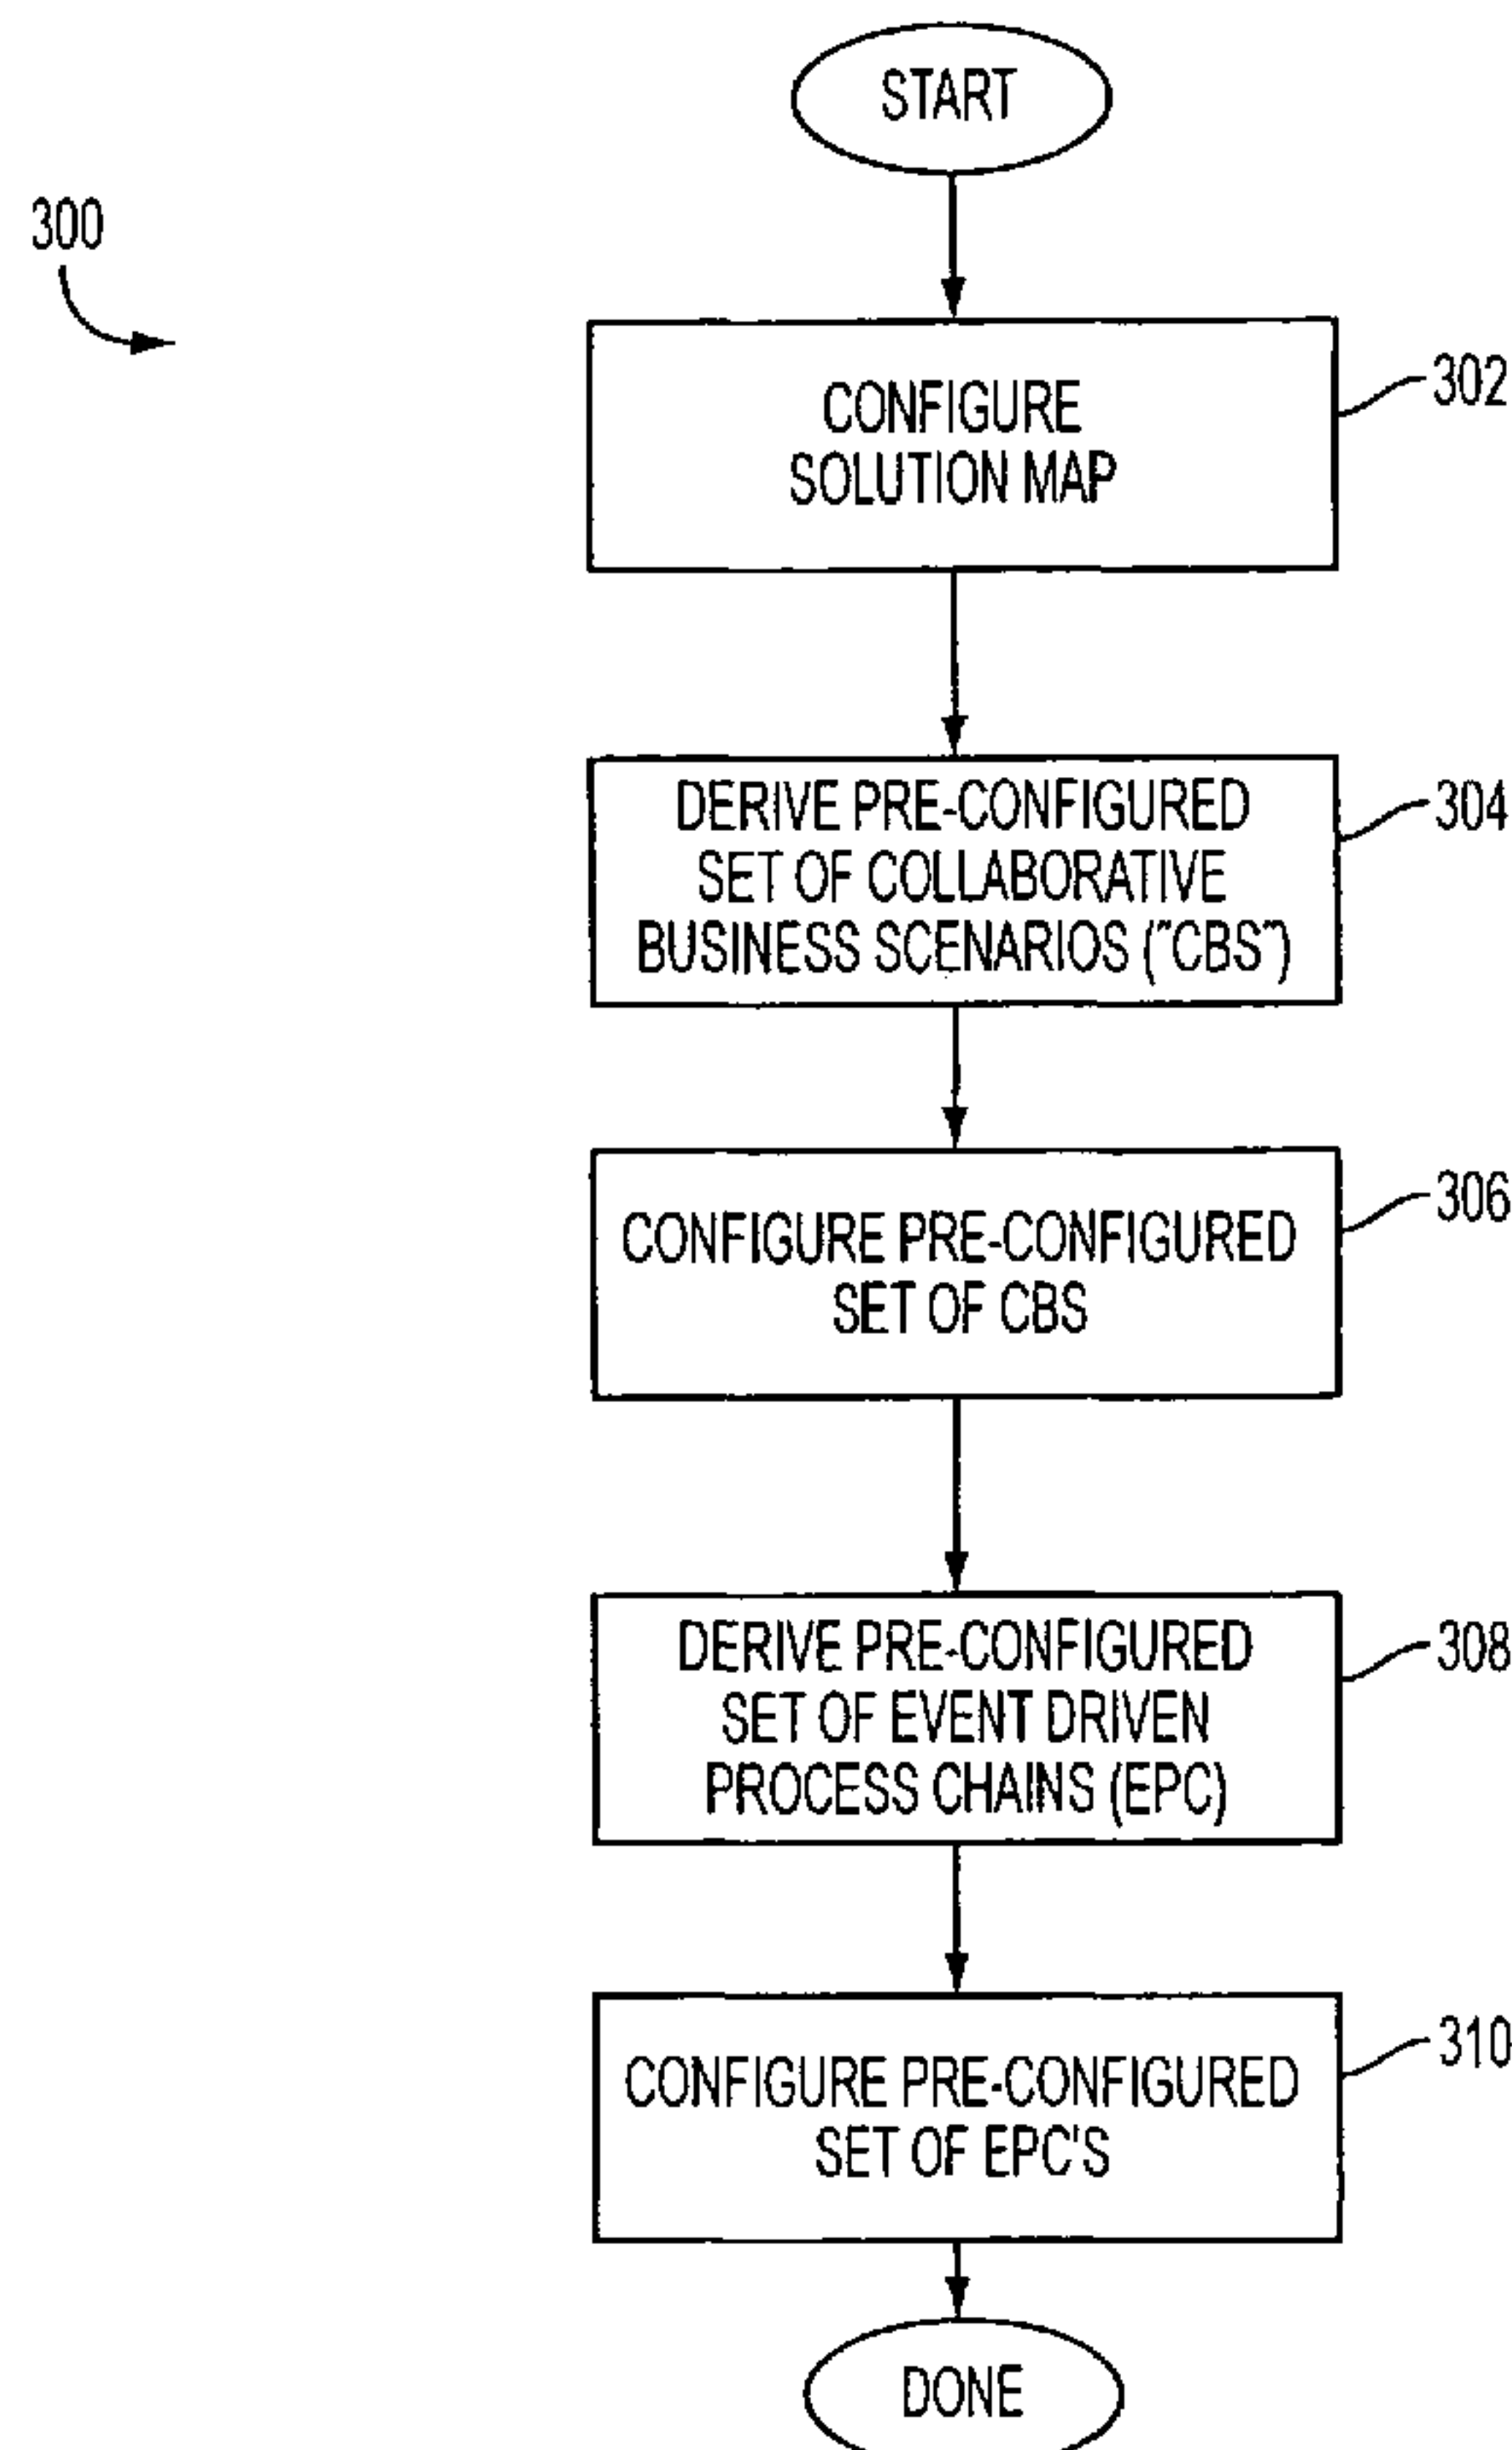 START
300
CONFIGURE
SOLUTION MAP
302
DERIVE PRE-CONFIGURED
SET OF COLLABORATIVE
BUSINESS SCENARIOS ("CBS")
304
CONFIGURE PRE-CONFIGURED
SET OF CBS
306
DERIVE PRE-CONFIGURED
SET OF EVENT DRIVEN
PROCESS CHAINS (EPC)
308
CONFIGURE PRE-CONFIGURED
SET OF EPC'S
310
DONE